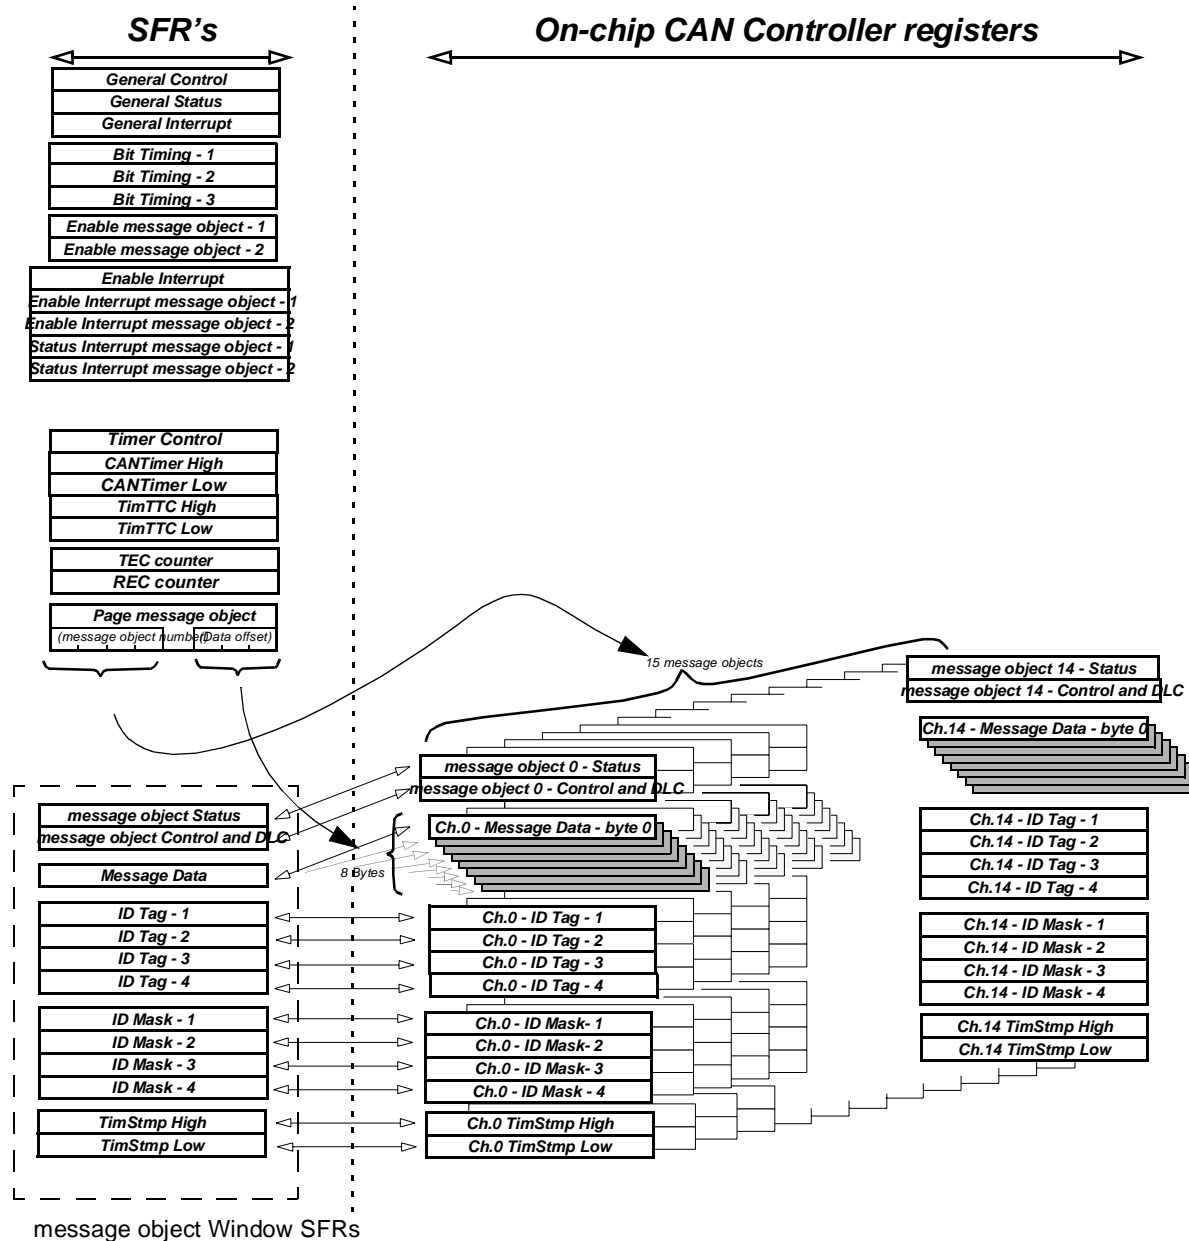 SFR's
On-chip CAN Controller registers
General Control
General Status
General Interrupt
Bit Timing - 1
Bit Timing - 2
Bit Timing - 3
Enable message object - 1
Enable message object - 2
Enable Interrupt
Enable Interrupt message object - 1
Enable Interrupt message object - 2
Status Interrupt message object - 1
Status Interrupt message object - 2
Timer Control
CANTimer High
CANTimer Low
TimTTC High
TimTTC Low
TEC counter
REC counter
Page message object
(message object number)
(Data offset)
15 message objects
message object Status
message object Control and DLC
Message Data
8 Bytes
ID Tag - 1
ID Tag - 2
ID Tag - 3
ID Tag - 4
ID Mask - 1
ID Mask - 2
ID Mask - 3
ID Mask - 4
TimStmp High
TimStmp Low
message object Window SFRs
message object 0 - Status
message object 0 - Control and DLC
Ch.0 - Message Data - byte 0
Ch.0 - ID Tag - 1
Ch.0 - ID Tag - 2
Ch.0 - ID Tag - 3
Ch.0 - ID Tag - 4
Ch.0 - ID Mask- 1
Ch.0 - ID Mask- 2
Ch.0 - ID Mask- 3
Ch.0 - ID Mask - 4
Ch.0 TimStmp High
Ch.0 TimStmp Low
message object 14 - Status
message object 14 - Control and DLC
Ch.14 - Message Data - byte 0
Ch.14 - ID Tag - 1
Ch.14 - ID Tag - 2
Ch.14 - ID Tag - 3
Ch.14 - ID Tag - 4
Ch.14 - ID Mask - 1
Ch.14 - ID Mask - 2
Ch.14 - ID Mask - 3
Ch.14 - ID Mask - 4
Ch.14 TimStmp High
Ch.14 TimStmp Low